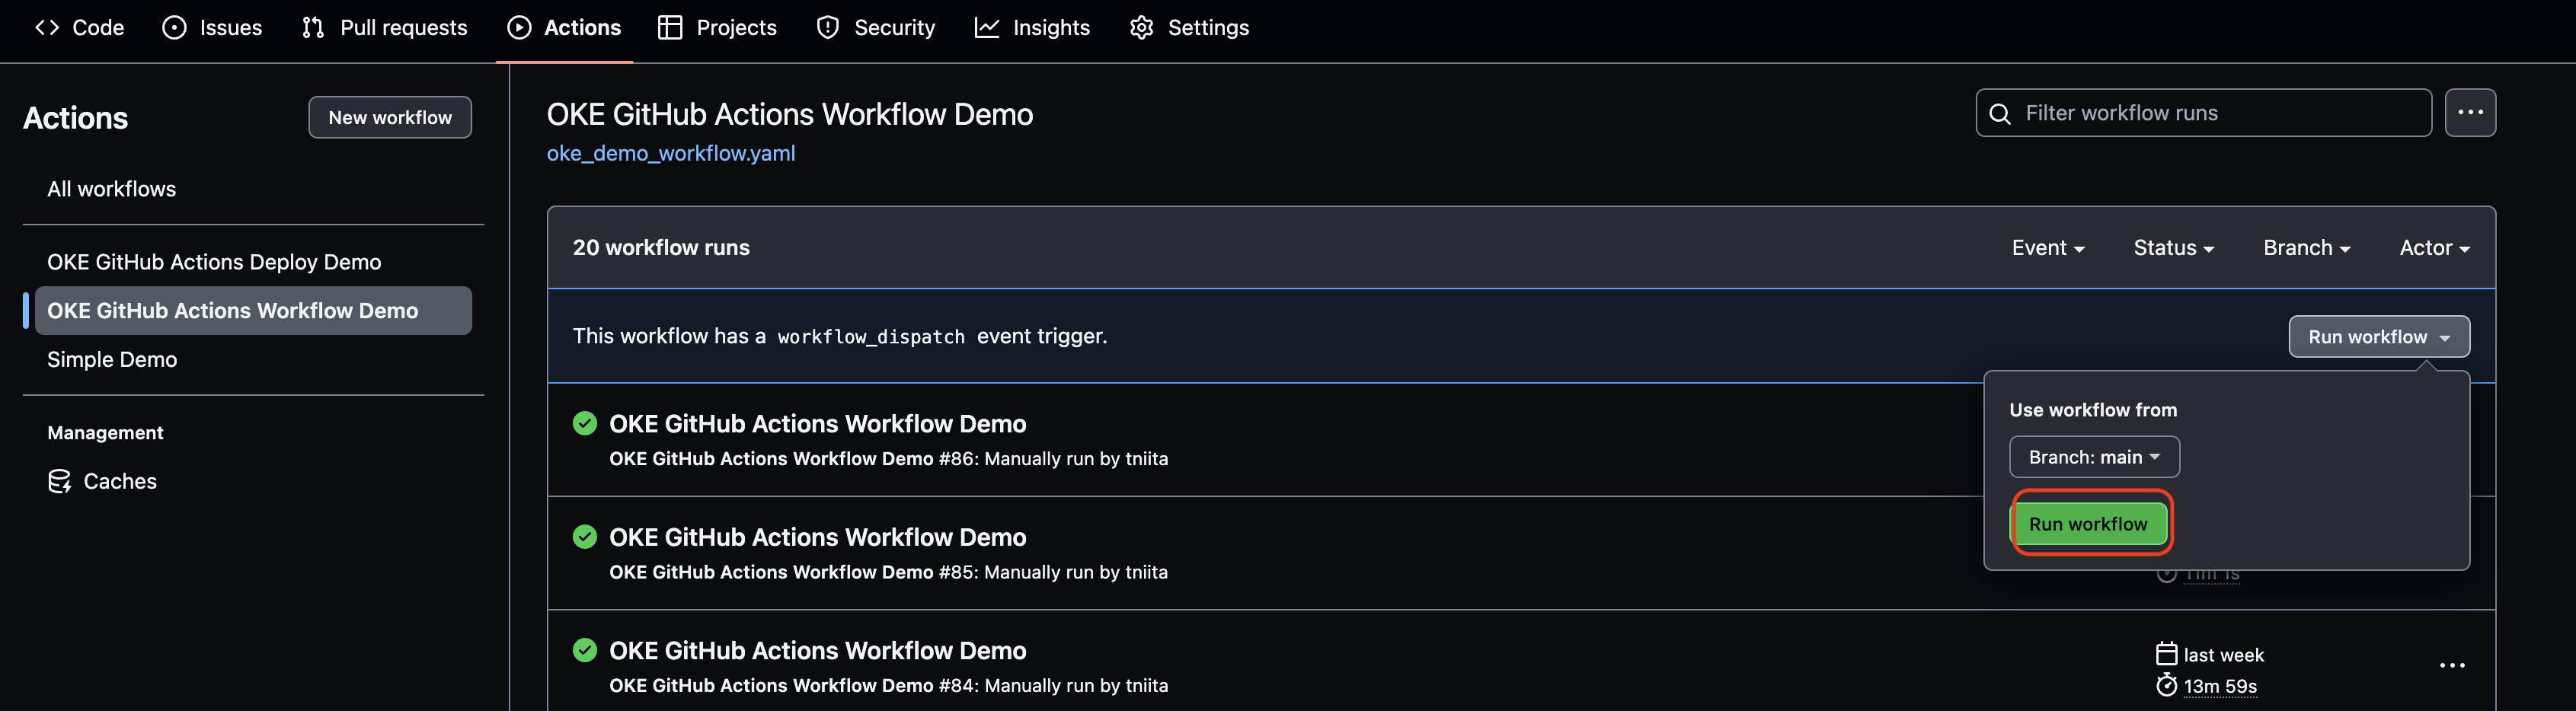 Code Issues Pull requests Actions Projects Security Insights Settings
Actions
New workflow
All workflows
OKE GitHub Actions Deploy Demo
OKE GitHub Actions Workflow Demo
Simple Demo
Management
Caches
OKE GitHub Actions Workflow Demo
oke_demo_workflow.yaml
Filter workflow runs
20 workflow runs
Event Status Branch Actor
This workflow has a workflow_dispatch event trigger.
Run workflow
Use workflow from
Branch: main
Run workflow
OKE GitHub Actions Workflow Demo
OKE GitHub Actions Workflow Demo #86: Manually run by tniita
OKE GitHub Actions Workflow Demo
OKE GitHub Actions Workflow Demo #85: Manually run by tniita
OKE GitHub Actions Workflow Demo
OKE GitHub Actions Workflow Demo #84: Manually run by tniita
last week
13m 59s